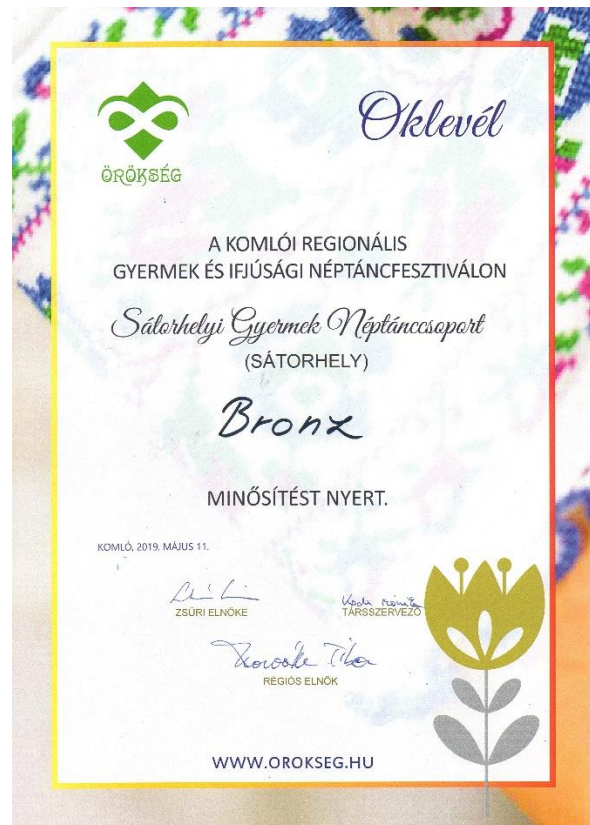 Oklevél
ÖRÖKSÉG
A KOMLÓI REGIONÁLIS
GYERMEK ÉS IFJÚSÁGI NÉPTÁNCFESZTIVÁLON
Sátorhelyi Gyermek Néptánccsoport
(SÁTORHELY)
Bronz
MINŐSÍTÉST NYERT.
KOMLÓ, 2019. MÁJUS 11.
ZSŰRI ELNÖKE
TÁRSSZERVEZŐ
Tibor
RÉGIÓS ELNÖK
WWW.OROKSEG.HU